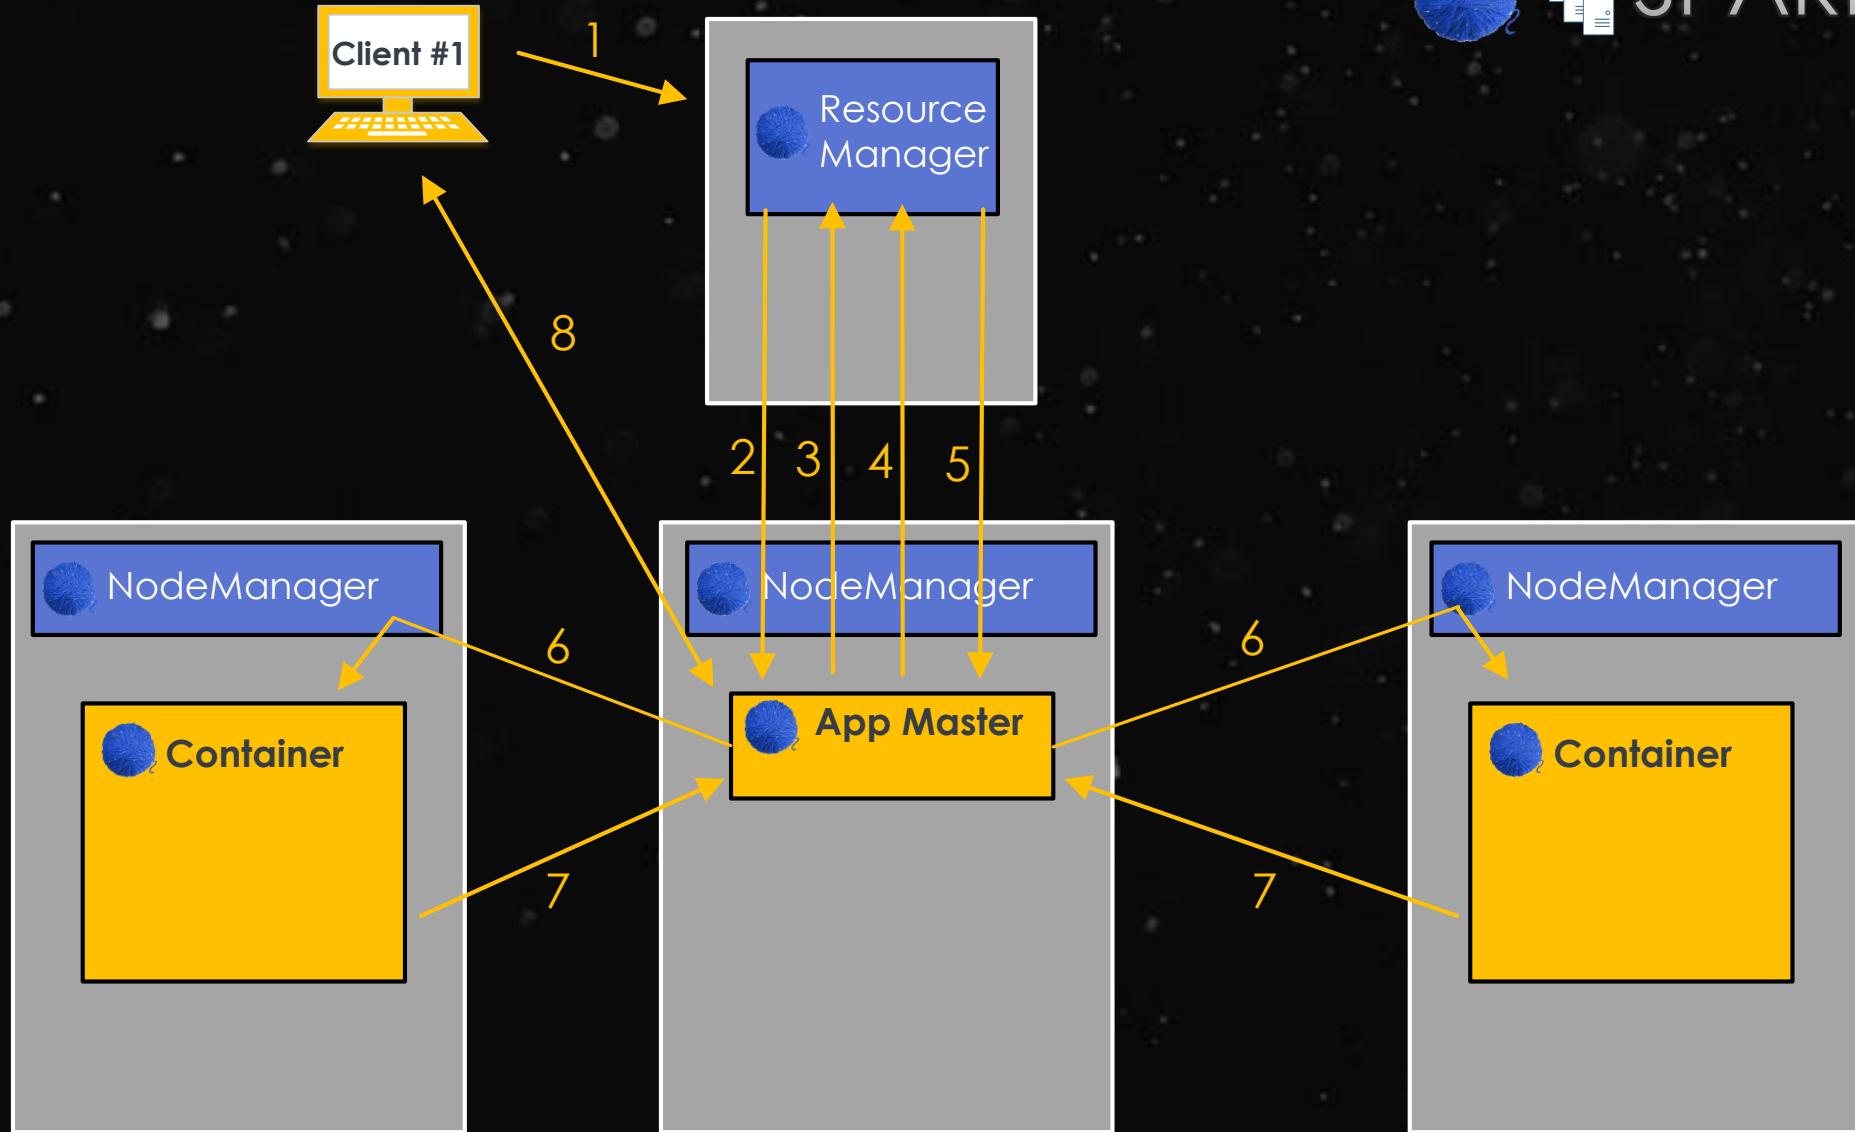 Client #1
1
Resource
Manager
8
2
3
4
5
NodeManager
NodeManager
NodeManager
6
6
App Master
Container
Container
7
7